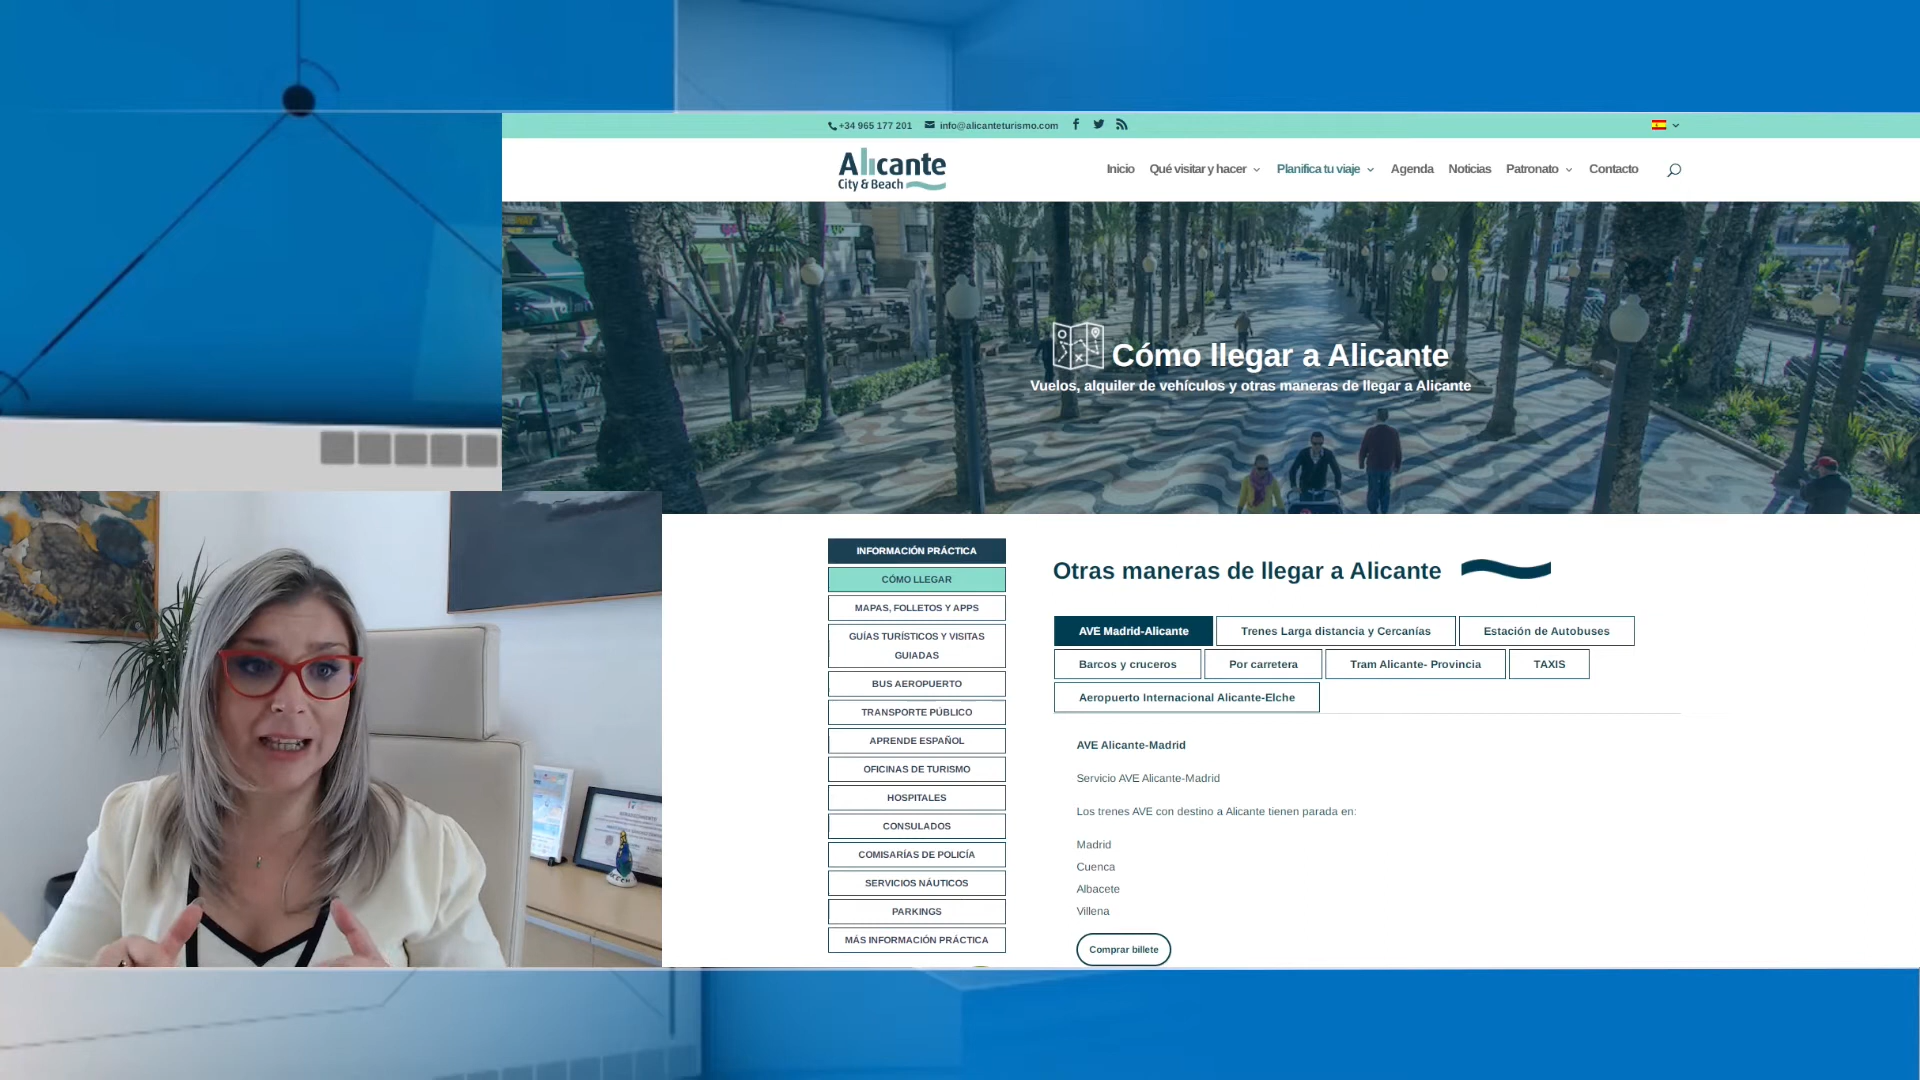 +34 965 177 201
info@alicanteturismo.com
Alicante
City & Beach
Inicio
Qué visitar y hacer
Planifica tu viaje
Agenda
Noticias
Patronato
Contacto
SUBWAY
Cómo llegar a Alicante
Vuelos, alquiler de vehículos y otras maneras de llegar a Alicante
INFORMACIÓN PRÁCTICA
CÓMO LLEGAR
MAPAS, FOLLETOS Y APPS
GUÍAS TURÍSTICOS Y VISITAS
GUIADAS
BUS AEROPUERTO
TRANSPORTE PÚBLICO
APRENDE ESPAÑOL
OFICINAS DE TURISMO
HOSPITALES
CONSULADOS
COMISARÍAS DE POLICÍA
SERVICIOS NÁUTICOS
PARKINGS
MÁS INFORMACIÓN PRÁCTICA
Otras maneras de llegar a Alicante
AVE Madrid-Alicante
Trenes Larga distancia y Cercanías
Estación de Autobuses
Barcos y cruceros
Por carretera
Tram Alicante- Provincia
TAXIS
Aeropuerto Internacional Alicante-Elche
AVE Alicante-Madrid
Servicio AVE Alicante-Madrid
Los trenes AVE con destino a Alicante tienen parada en:
Madrid
Cuenca
Albacete
Villena
Comprar billete